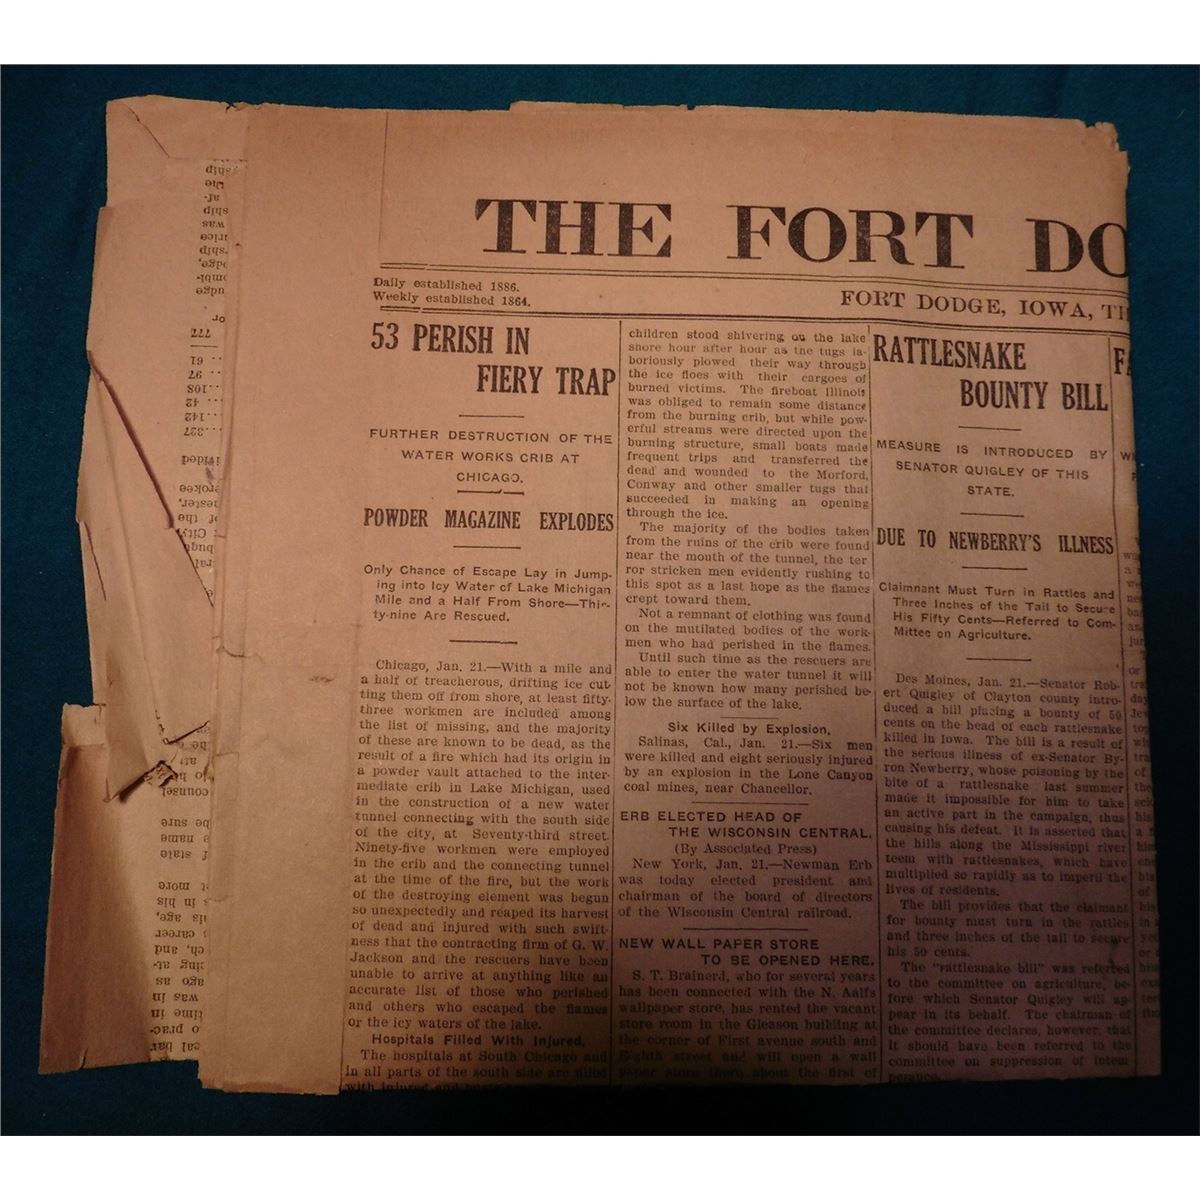 THE FORT DO
Daily established 1886.
Weekly established 1864.
FORT DODGE, IOWA, TH
53 PERISH IN
FIERY TRAP
FURTHER DESTRUCTION OF THE
WATER WORKS CRIB AT
CHICAGO.
POWDER MAGAZINE EXPLODES
Only Chance of Escape Lay in Jump-
ing into Icy Water of Lake Michigan
Mile and a Half From Shore—Thir-
ty-nine Are Rescued.
Chicago, Jan. 21.—With a mile and
a half of treacherous, drifting ice cut-
ting them off from shore, at least fifty-
three workmen are included among
the list of missing, and the majority
of these are known to be dead, as the
result of a fire which had its origin in
a powder vault attached to the inter-
mediate crib in Lake Michigan, used
in the construction of a new water
tunnel connecting with the south side
of the city, at Seventy-third street.
Ninety-five workmen were employed
in the crib and the connecting tunnel
at the time of the fire, but the work
of the destroying element was begun
so unexpectedly and reaped its harvest
of dead and injured with such swift-
ness that the contracting firm of G. W.
Jackson and the rescuers have been
unable to arrive at anything like an
accurate list of those who perished
and others who escaped the flames
or the icy waters of the lake.
Hospitals Filled With Injured.
The hospitals at South Chicago and
in all parts of the south side are filled
with injured and
children stood shivering on the lake
shore hour after hour as the tugs la-
boriously plowed their way through
the ice floes with their cargoes of
burned victims. The fireboat Illinois
was obliged to remain some distance
from the burning crib, but while pow-
erful streams were directed upon the
burning structure, small boats made
frequent trips and transferred the
dead and wounded to the Morford,
Conway and other smaller tugs that
succeeded in making an opening
through the ice.
The majority of the bodies taken
from the ruins of the crib were found
near the mouth of the tunnel, the ter
ror stricken men evidently rushing to
this spot as a last hope as the flames
crept toward them.
Not a remnant of clothing was found
on the mutilated bodies of the work-
men who had perished in the flames.
Until such time as the rescuers are
able to enter the water tunnel it will
not be known how many perished be-
low the surface of the lake.
Six Killed by Explosion.
Salinas, Cal., Jan. 21.—Six men
were killed and eight seriously injured
by an explosion in the Lone Canyon
coal mines, near Chancellor.
ERB ELECTED HEAD OF
THE WISCONSIN CENTRAL.
(By Associated Press)
New York, Jan. 21.—Newman Erb
was today elected president and
chairman of the board of directors
of the Wisconsin Central railroad.
NEW WALL PAPER STORE
TO BE OPENED HERE.
S. T. Brainerd, who for several years
has been connected with the N. Aalfs
wallpaper store, has rented the vacant
store room in the Gleason building at
the corner of First avenue south and
Eighth street and will open a wall
paper store there about the first of
RATTLESNAKE
BOUNTY BILL
MEASURE IS INTRODUCED BY
SENATOR QUIGLEY OF THIS
STATE.
DUE TO NEWBERRY'S ILLNESS
Claimnant Must Turn in Rattles and
Three Inches of the Tail to Secure
His Fifty Cents—Referred to Com-
Mittee on Agriculture.
Des Moines, Jan. 21.—Senator Rob-
ert Quigley of Clayton county intro-
duced a bill placing a bounty of 50
cents on the head of each rattlesnake
killed in Iowa. The bill is a result of
the serious illness of ex-Senator By-
ron Newberry, whose poisoning by the
bite of a rattlesnake last summer
made it impossible for him to take
an active part in the campaign, thus
causing his defeat. It is asserted that
the hills along the Mississippi river
teem with rattlesnakes, which have
multiplied so rapidly as to imperil the
lives of residents.
The bill provides that the claimant
for bounty must turn in the rattles
and three inches of the tail to secure
his 50 cents.
The "rattlesnake bill" was referred
to the committee on agriculture, be-
fore which Senator Quigley will ap-
pear in its behalf. The chairman of
the committee declares, however, that
it should have been referred to the
committee on suppression of intem
perance.